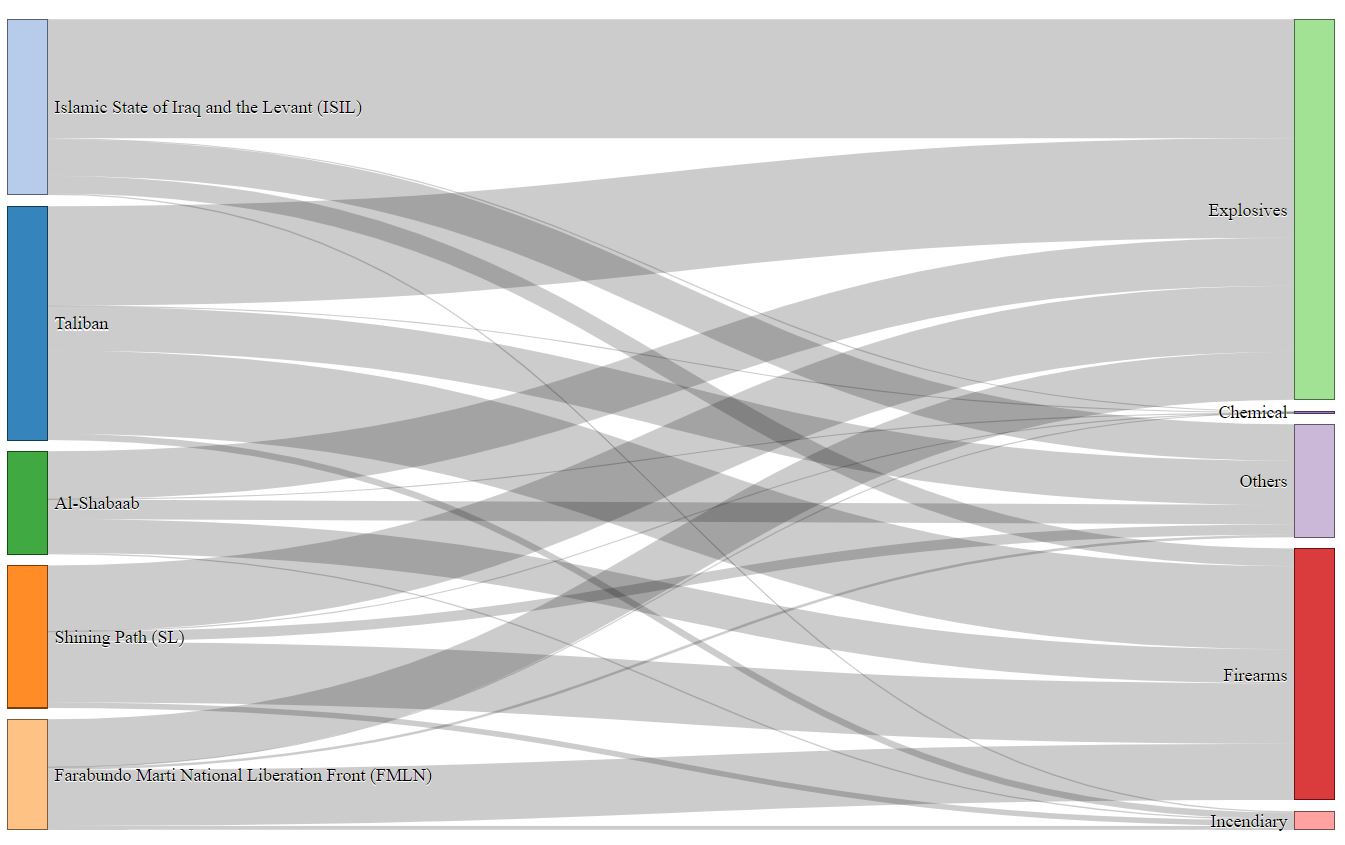 Islamic State of Iraq and the Levant (ISIL)
Explosives
Taliban
Chemical
Others
Al-Shabaab
Shining Path (SL)
Firearms
Farabundo Marti National Liberation Front (FMLN)
Incendiary